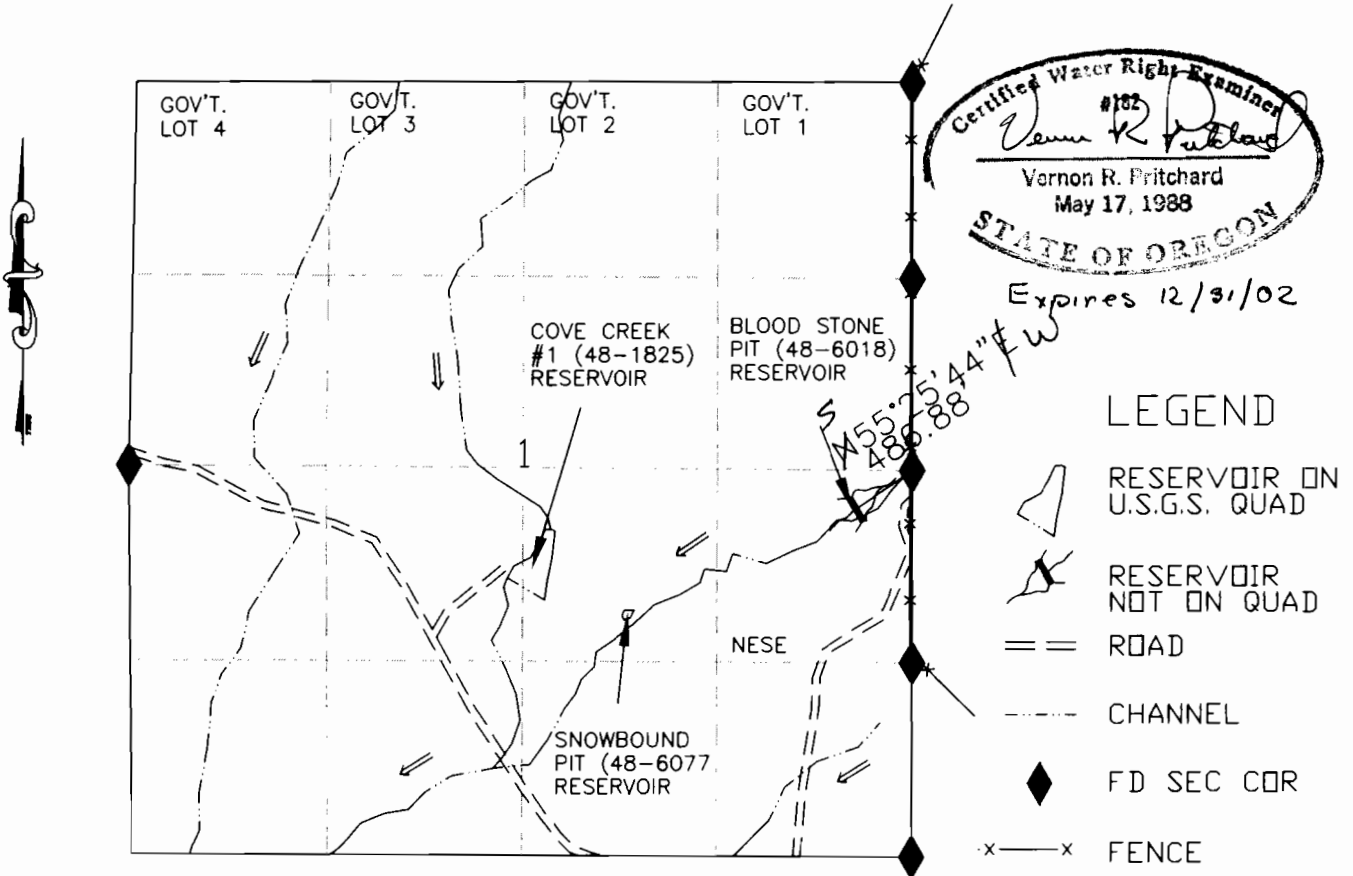 GOV'T.
LOT 4
GOV'T.
LOT 3
GOV'T.
LOT 2
GOV'T.
LOT 1
Certified Water Right Examiner
#182
Vernon R Pritchard
Vernon R. Pritchard
May 17, 1988
STATE OF OREGON
Expires 12/31/02
COVE CREEK
#1 (48-1825)
RESERVOIR
BLOOD STONE
PIT (48-6018)
RESERVOIR
S
N55°25'44"E W
486.88'
1
NESE
SNOWBOUND
PIT (48-6077
RESERVOIR
LEGEND
RESERVOIR ON
U.S.G.S. QUAD
RESERVOIR
NOT ON QUAD
ROAD
CHANNEL
FD SEC COR
FENCE